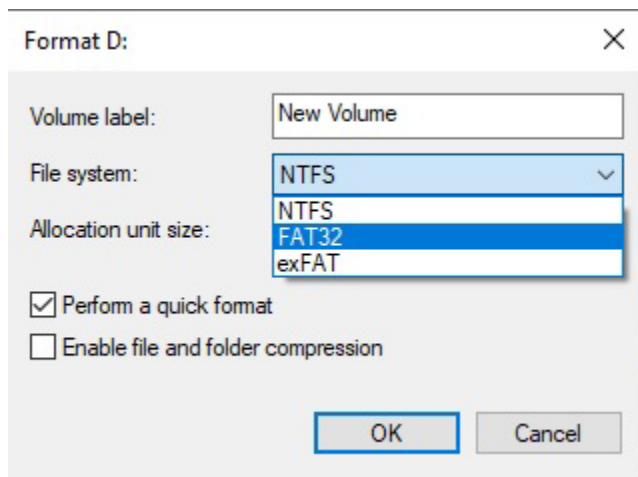 Format D:
Volume label:
New Volume
File system:
NTFS
NTFS
FAT32
exFAT
Allocation unit size:
Perform a quick format
Enable file and folder compression
OK
Cancel